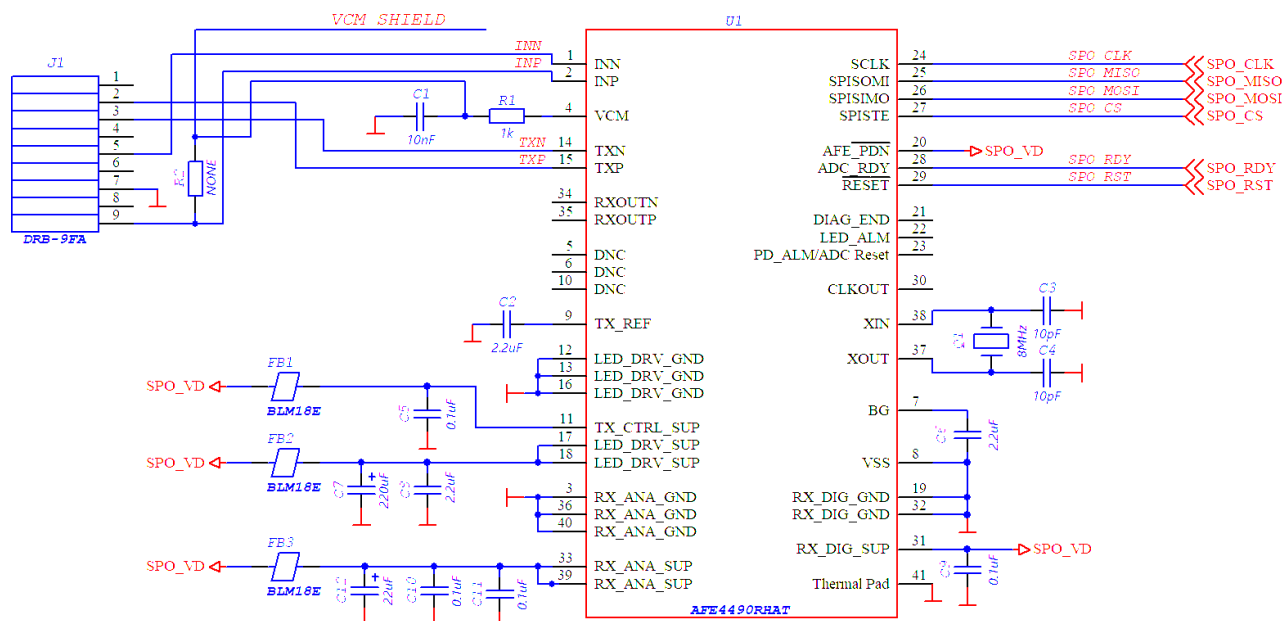 VCM SHIELD
U1
J1
1
2
3
4
5
6
7
8
9
DRB-9FA
INN
INP
C1
10nF
R1
1k
R2
NONE
TXN
TXP
1 INN
2 INP
4 VCM
14 TXN
15 TXP
34 RXOUTN
35 RXOUTP
5 DNC
6 DNC
10 DNC
C2
2.2uF
9 TX_REF
12 LED_DRV_GND
13 LED_DRV_GND
16 LED_DRV_GND
SPO_VD
FB1
BLM18E
C5
0.1uF
11 TX_CTRL_SUP
17 LED_DRV_SUP
18 LED_DRV_SUP
SPO_VD
FB2
BLM18E
C7
+
220uF
C8
2.2uF
3 RX_ANA_GND
36 RX_ANA_GND
40 RX_ANA_GND
SPO_VD
FB3
BLM18E
C12
+
22uF
C10
0.1uF
C11
0.1uF
33 RX_ANA_SUP
39 RX_ANA_SUP
SCLK 24 SPO CLK SPO_CLK
SPISOMI 25 SPO MISO SPO_MISO
SPISIMO 26 SPO MOSI SPO_MOSI
SPISTE 27 SPO CS SPO_CS
AFE_PDN 20 SPO_VD
ADC_RDY 28 SPO RDY SPO_RDY
RESET 29 SPO RST SPO_RST
DIAG_END 21
LED_ALM 22
PD_ALM/ADC Reset 23
CLKOUT 30
XIN 38
XOUT 37
8MHz
C3
10pF
C4
10pF
BG 7
2.2uF
VSS 8
RX_DIG_GND 19
RX_DIG_GND 32
RX_DIG_SUP 31 SPO_VD
C9
0.1uF
Thermal Pad 41
AFE4490RHAT